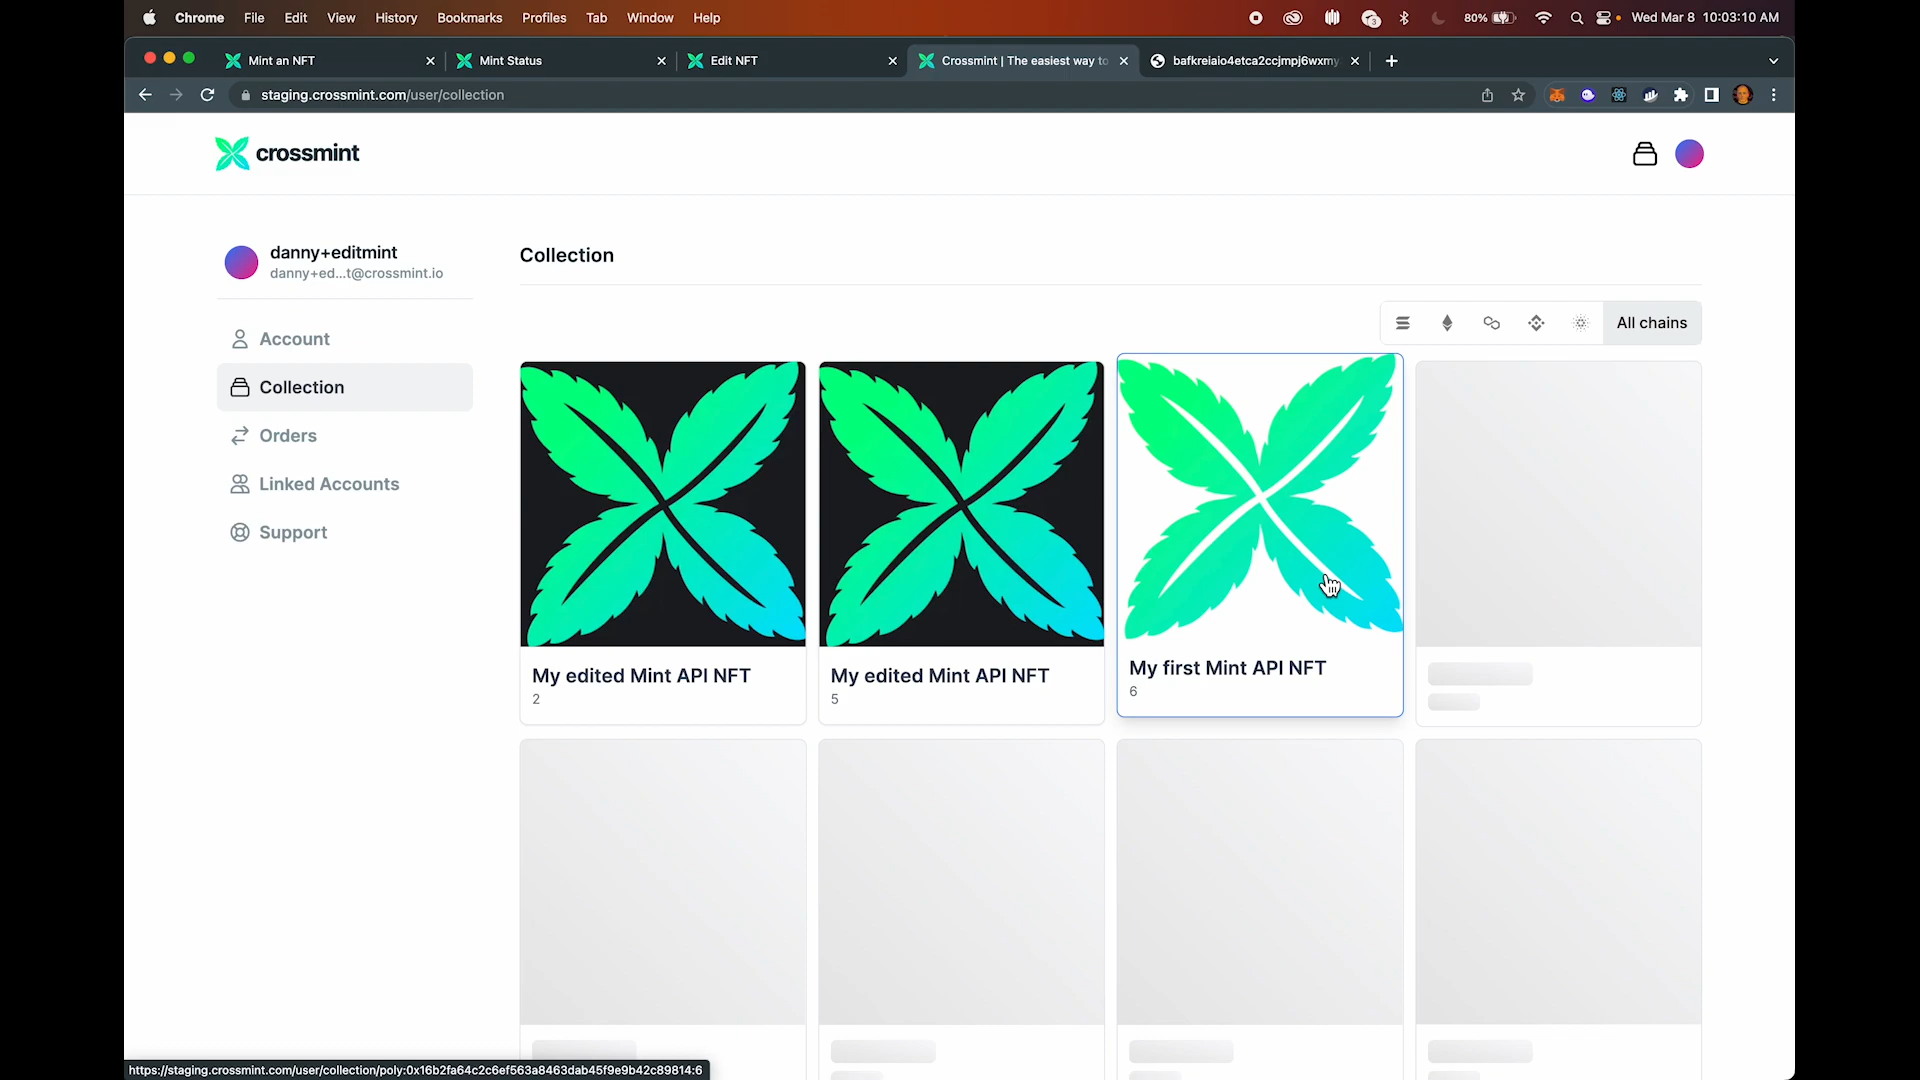 Chrome File Edit View History Bookmarks Profiles Tab Window Help 3 80% Wed Mar 8 10:03:10 AM
Mint an NFT Mint Status Edit NFT Crossmint | The easiest way to bafkreiaio4etca2ccjmpj6wxmy
staging.crossmint.com/user/collection
crossmint
danny+editmint
danny+ed...t@crossmint.io
Account
Collection
Orders
Linked Accounts
Support
Collection
All chains
My edited Mint API NFT
2
My edited Mint API NFT
5
My first Mint API NFT
6
https://staging.crossmint.com/user/collection/poly:0x16b2fa64c2c6ef563a8463dab45f9e9b42c89814:6